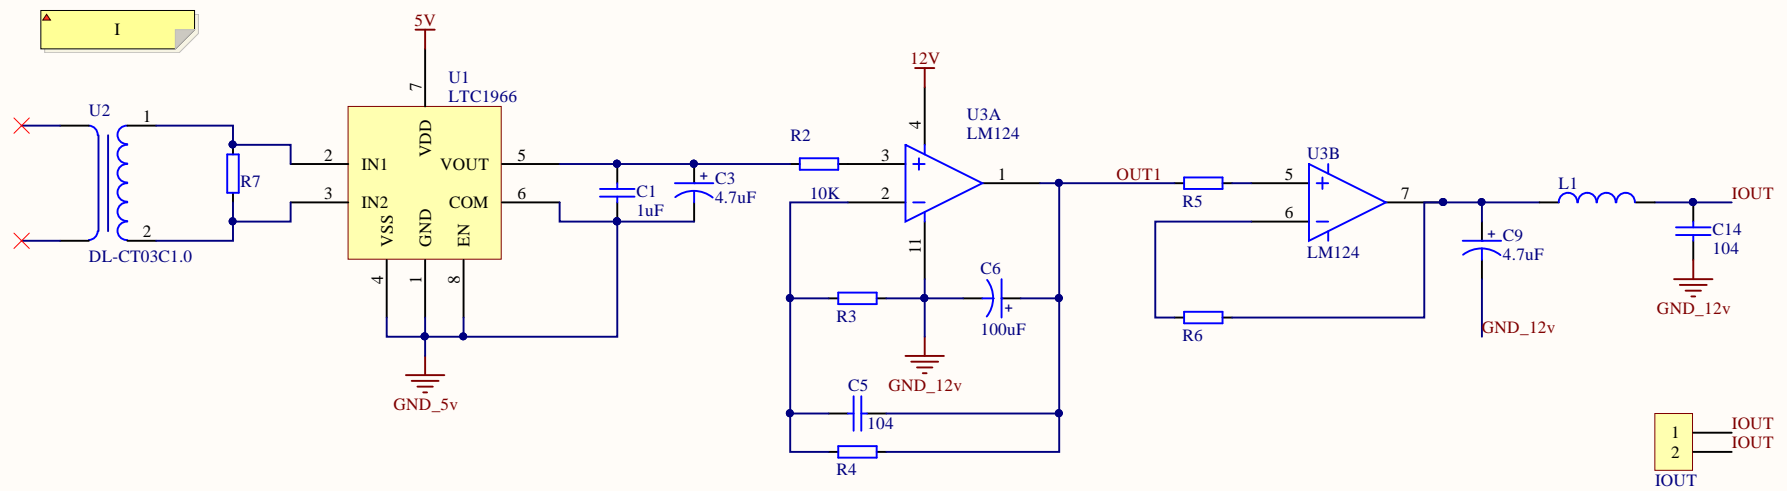 I
5V
7
U1
LTC1966
U2
1
2
DL-CT03C1.0
R7
2
3
IN1
IN2
VDD
VOUT
COM
VSS
GND
EN
5
6
4
1
8
GND_5v
C1
1uF
C3
4.7uF
R2
10K
12V
4
U3A
LM124
3
2
1
11
R3
C6
100uF
GND_12v
C5
104
R4
OUT1
R5
R6
U3B
5
6
7
LM124
C9
4.7uF
GND_12v
L1
IOUT
C14
104
GND_12v
1
2
IOUT
IOUT
IOUT